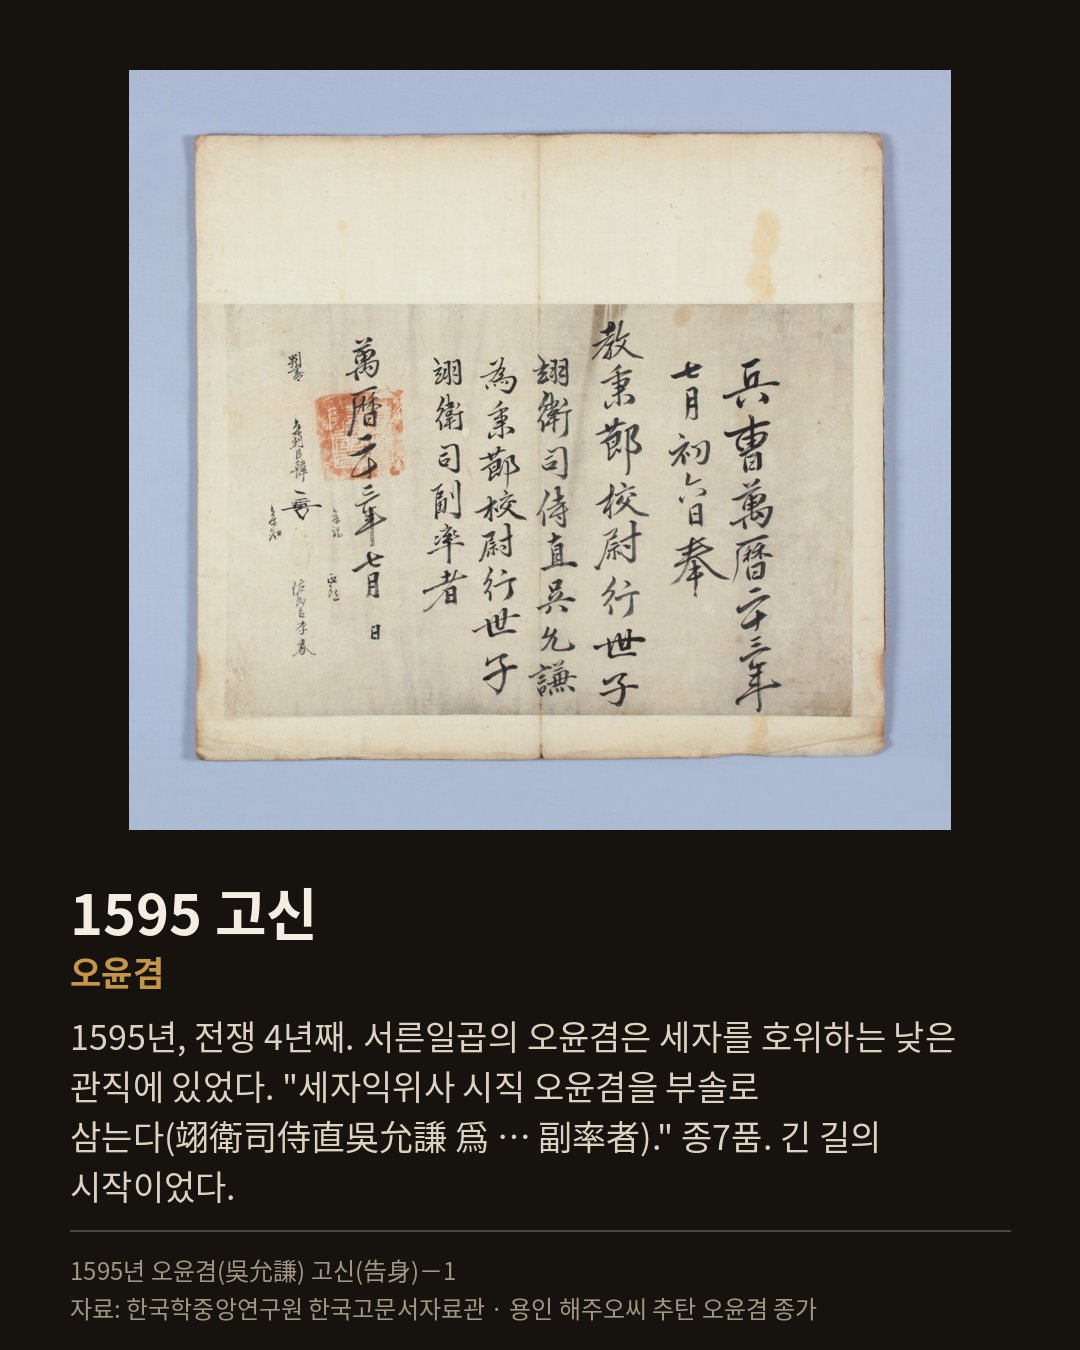 兵曹萬曆二十三年
七月初六日奉
教秉節校尉行世子
翊衛司侍直吳允謙
為秉節校尉行世子
翊衛司副率者
萬曆二十三年七月 日
1595 고신
오윤겸
1595년, 전쟁 4년째. 서른일곱의 오윤겸은 세자를 호위하는 낮은
관직에 있었다. "세자익위사 시직 오윤겸을 부솔로
삼는다(翊衛司侍直吳允謙 爲 … 副率者)." 종7품. 긴 길의
시작이었다.
1595년 오윤겸(吳允謙) 고신(告身)－1
자료: 한국학중앙연구원 한국고문서자료관 · 용인 해주오씨 추탄 오윤겸 종가